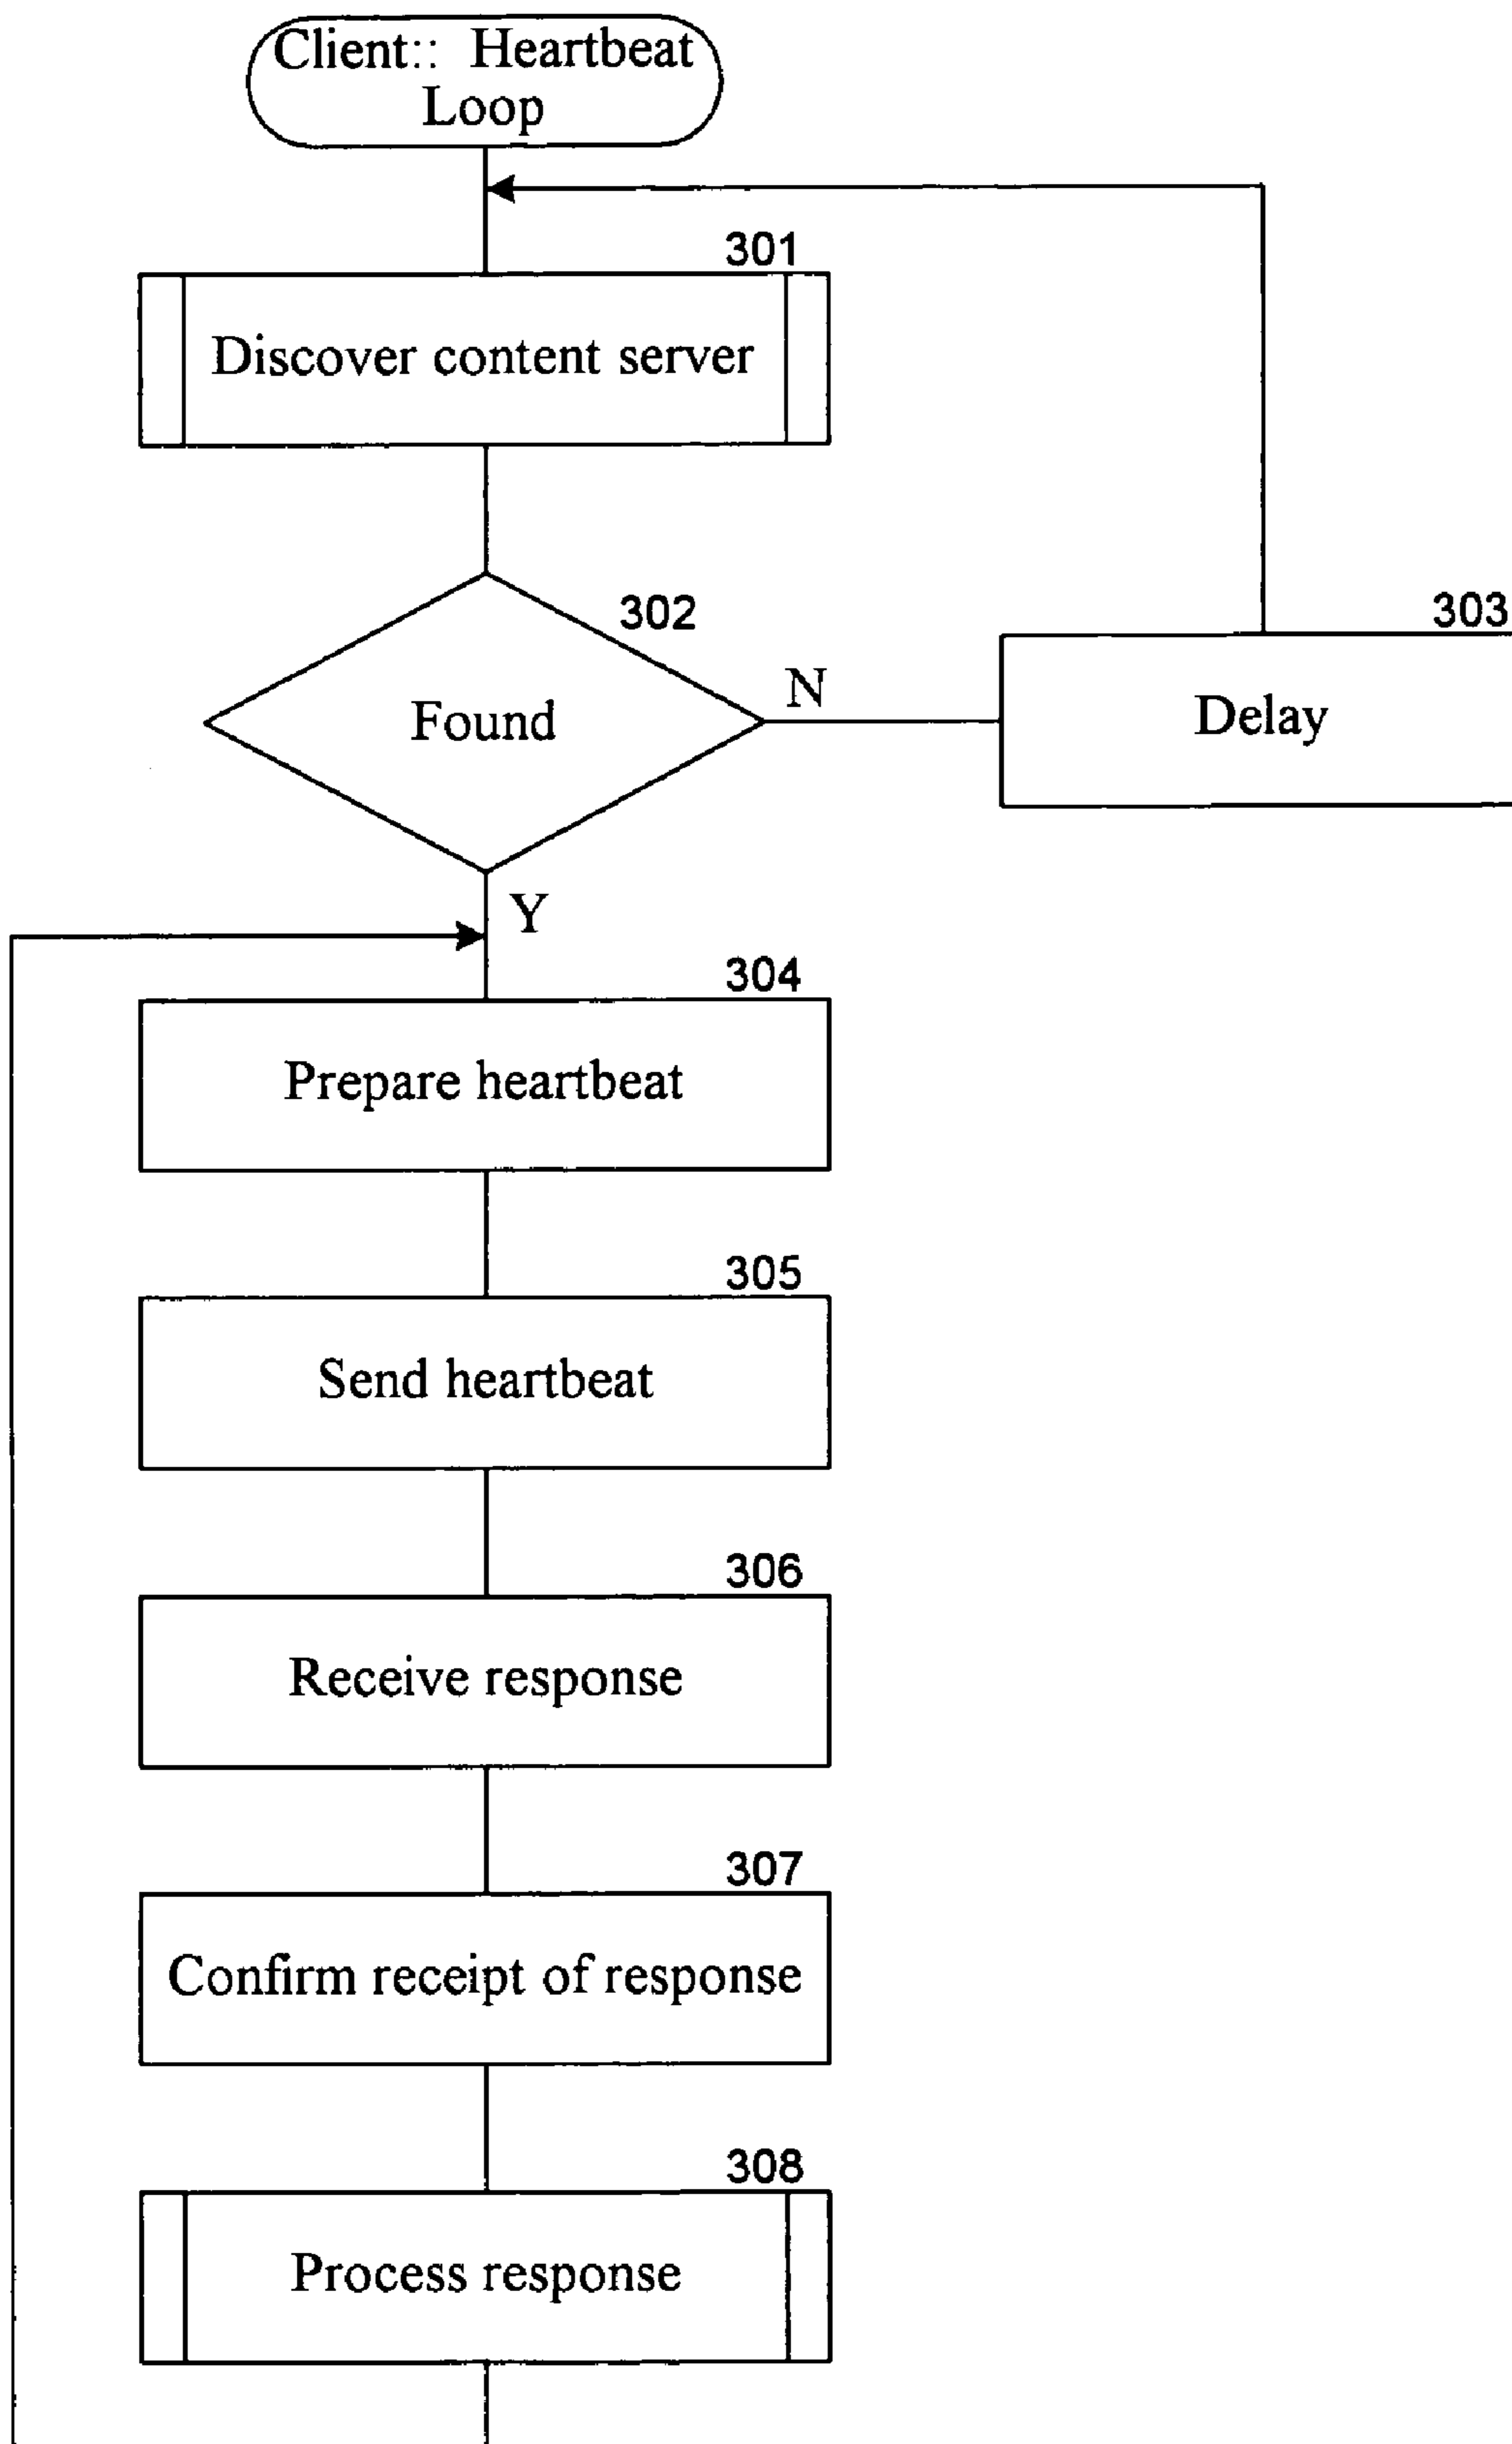 Client:: Heartbeat
Loop
301
Discover content server
302
Found
N
303
Delay
Y
304
Prepare heartbeat
305
Send heartbeat
306
Receive response
307
Confirm receipt of response
308
Process response